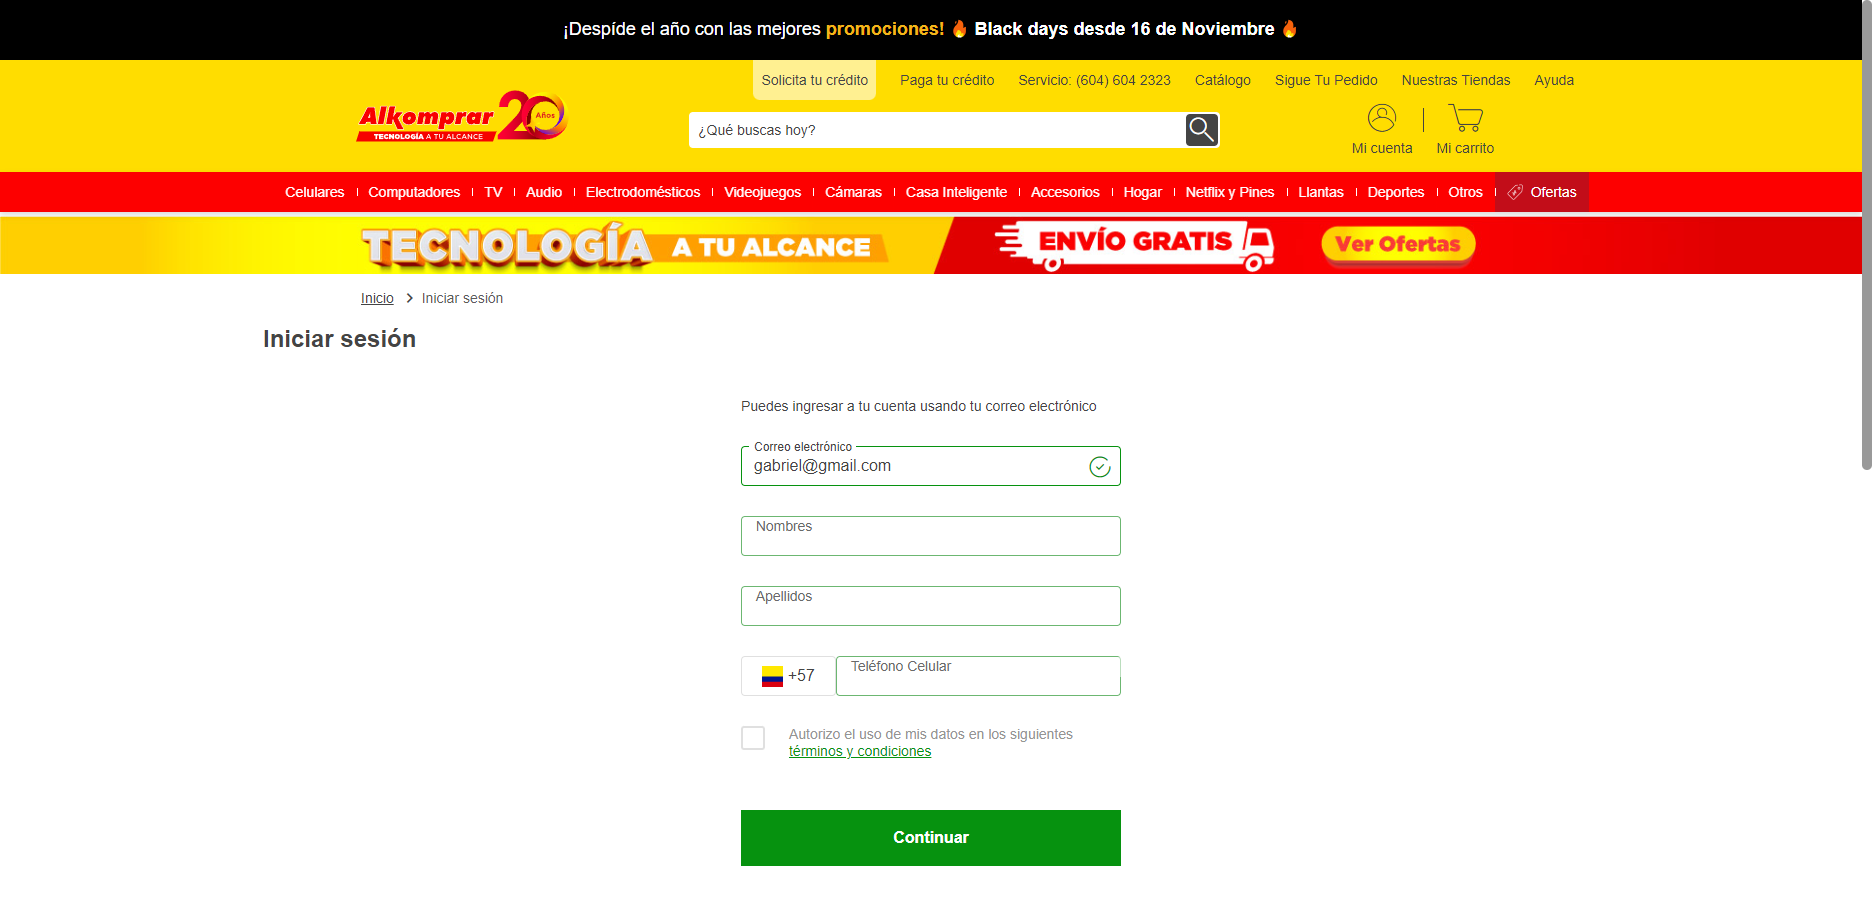 ¡Despíde el año con las mejores promociones! 🔥 Black days desde 16 de Noviembre 🔥
Solicita tu crédito Paga tu crédito Servicio: (604) 604 2323 Catálogo Sigue Tu Pedido Nuestras Tiendas Ayuda
Alkomprar 20 Años
TECNOLOGÍA A TU ALCANCE
¿Qué buscas hoy?
Mi cuenta Mi carrito
Celulares Computadores TV Audio Electrodomésticos Videojuegos Cámaras Casa Inteligente Accesorios Hogar Netflix y Pines Llantas Deportes Otros Ofertas
TECNOLOGÍA A TU ALCANCE ENVÍO GRATIS Ver Ofertas
Inicio > Iniciar sesión
Iniciar sesión
Puedes ingresar a tu cuenta usando tu correo electrónico
Correo electrónico
gabriel@gmail.com
Nombres
Apellidos
+57 Teléfono Celular
Autorizo el uso de mis datos en los siguientes
términos y condiciones
Continuar